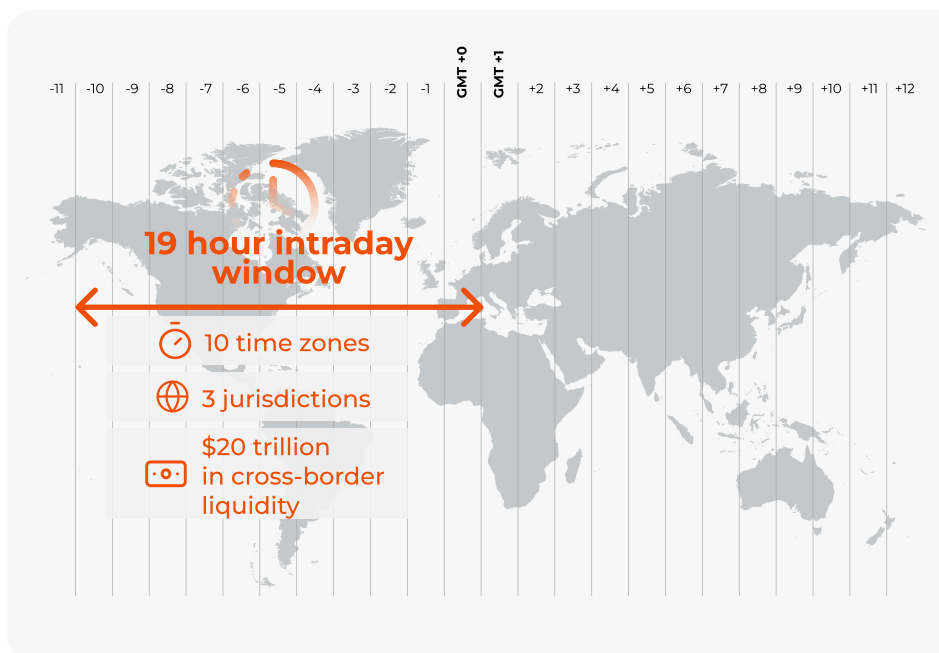 GMT +0
GMT +1
-11 -10 -9 -8 -7 -6 -5 -4 -3 -2 -1 +2 +3 +4 +5 +6 +7 +8 +9 +10 +11 +12
19 hour intraday
window
10 time zones
3 jurisdictions
$20 trillion
in cross-border
liquidity